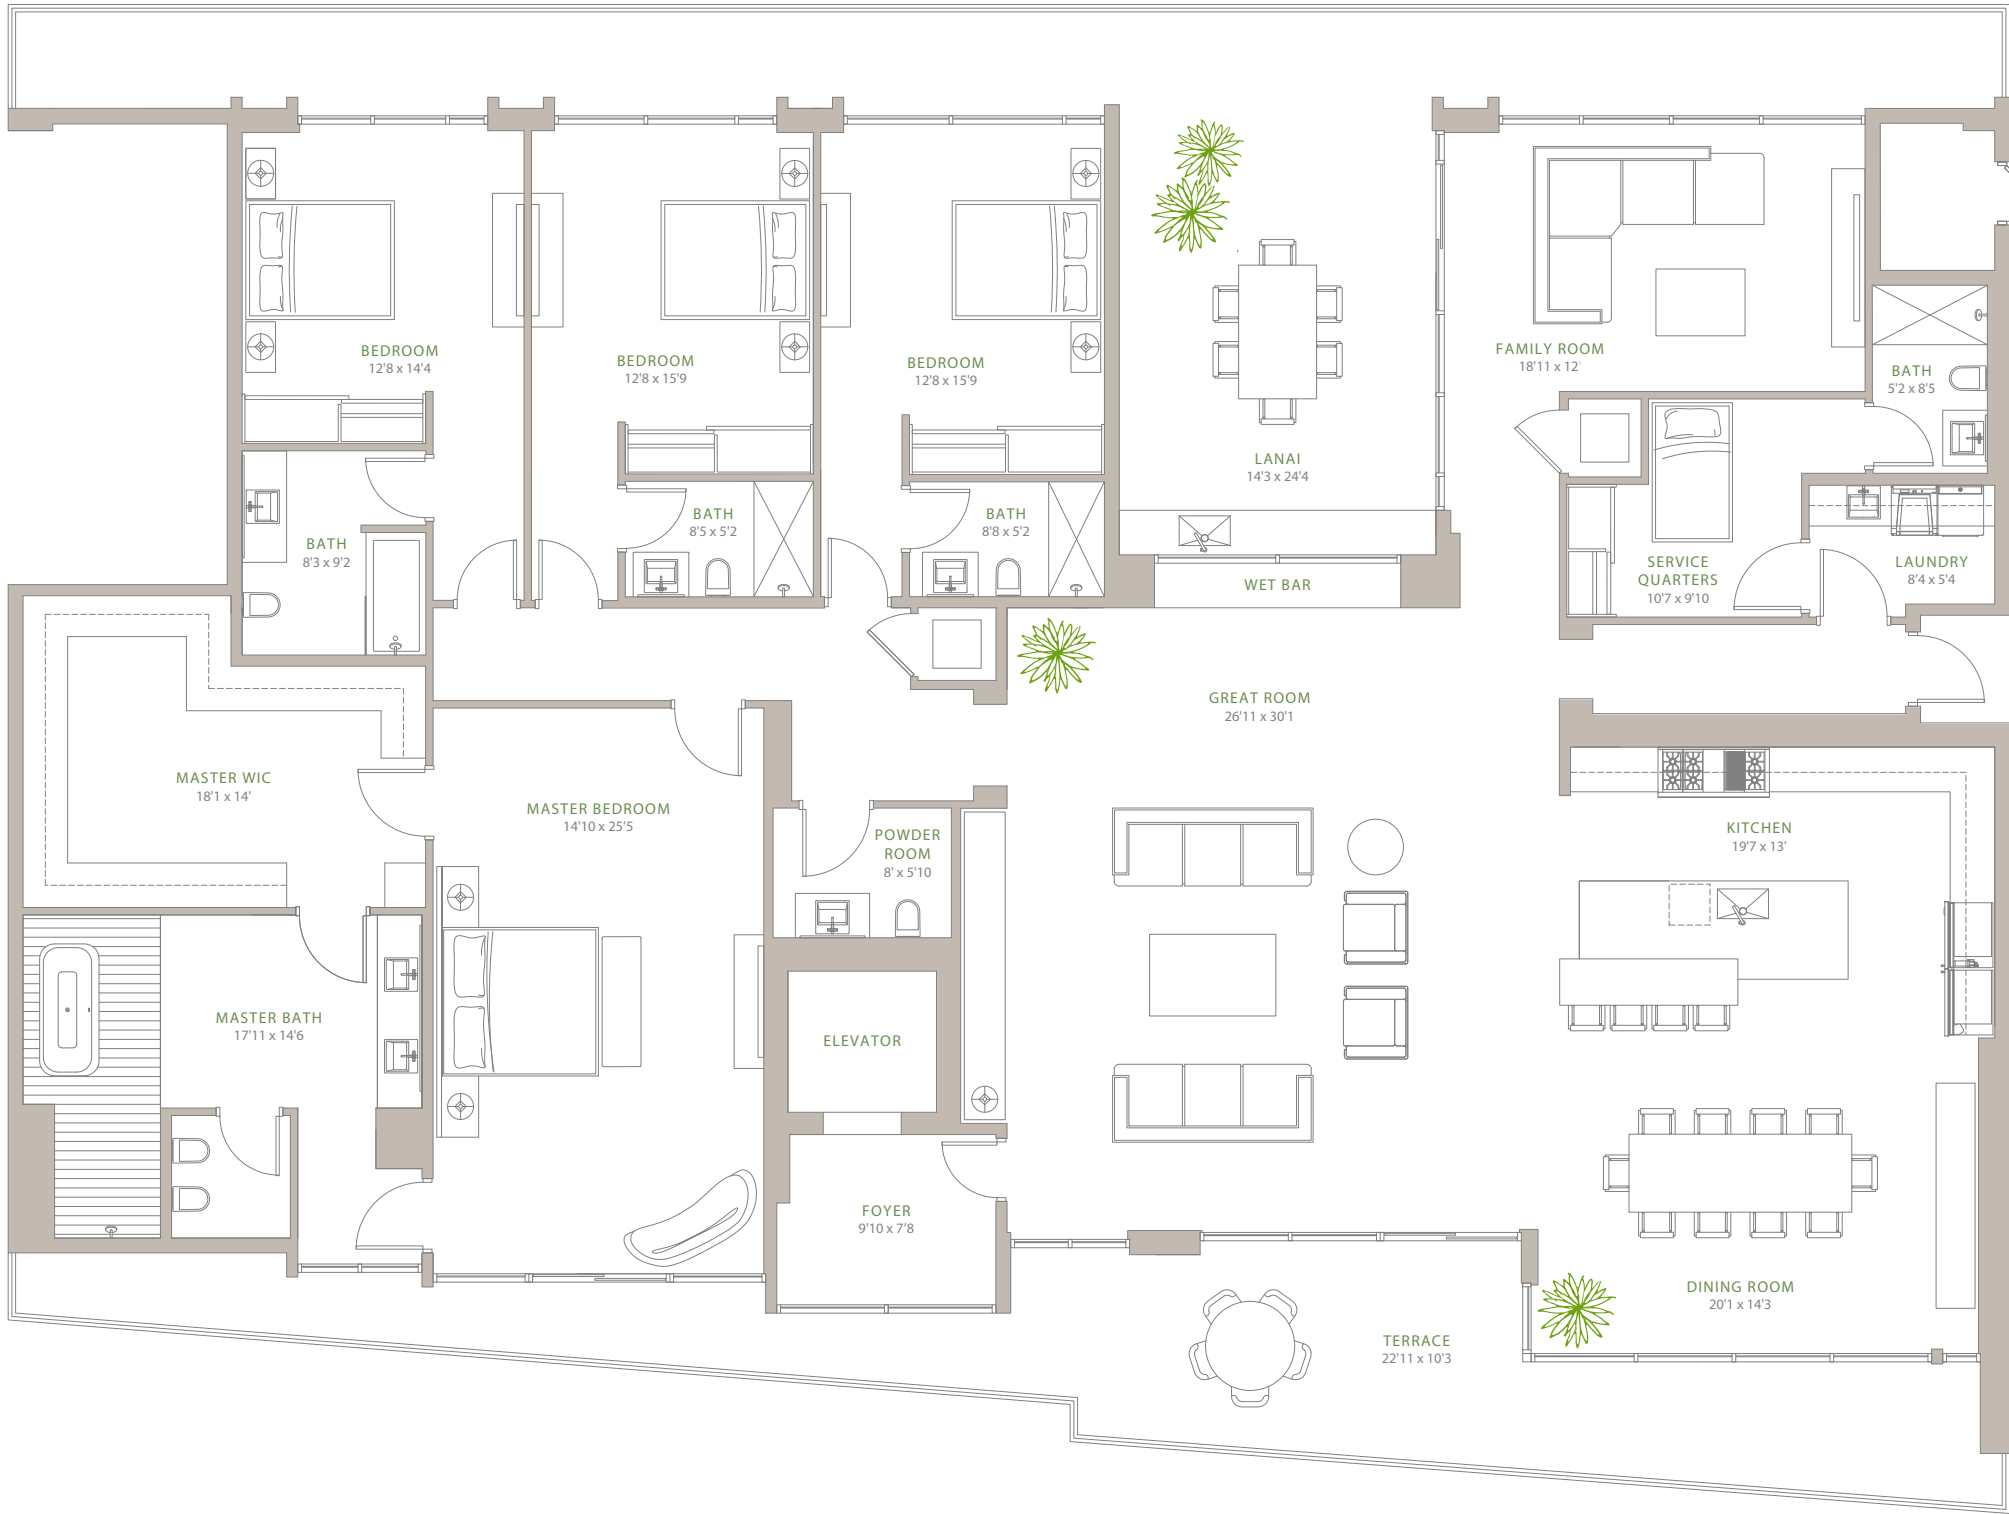 BEDROOM
12'8 x 14'4
BEDROOM
12'8 x 15'9
BEDROOM
12'8 x 15'9
LANAI
14'3 x 24'4
FAMILY ROOM
18'11 x 12'
BATH
5'2 x 8'5
BATH
8'3 x 9'2
BATH
8'5 x 5'2
BATH
8'8 x 5'2
WET BAR
SERVICE
QUARTERS
10'7 x 9'10
LAUNDRY
8'4 x 5'4
GREAT ROOM
26'11 x 30'1
MASTER WIC
18'1 x 14'
MASTER BEDROOM
14'10 x 25'5
POWDER
ROOM
8' x 5'10
KITCHEN
19'7 x 13'
MASTER BATH
17'11 x 14'6
ELEVATOR
FOYER
9'10 x 7'8
DINING ROOM
20'1 x 14'3
TERRACE
22'11 x 10'3